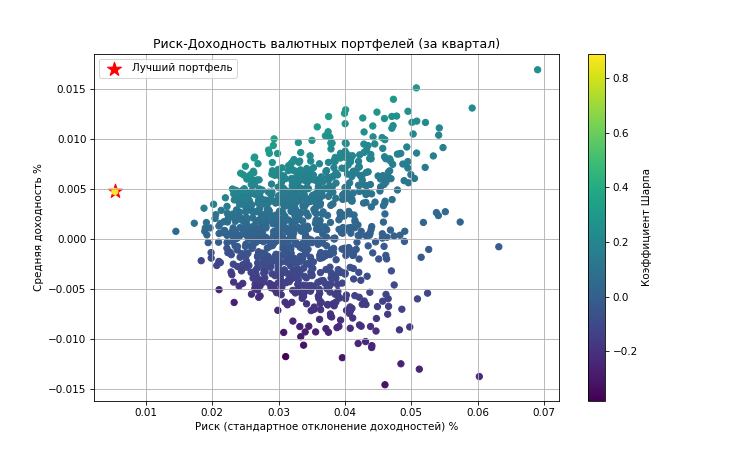 Риск-Доходность валютных портфелей (за квартал)
Лучший портфель
Средняя доходность %
0.015
0.010
0.005
0.000
−0.005
−0.010
−0.015
0.01 0.02 0.03 0.04 0.05 0.06 0.07
Риск (стандартное отклонение доходностей) %
0.8
0.6
0.4
0.2
0.0
−0.2
Коэффициент Шарпа